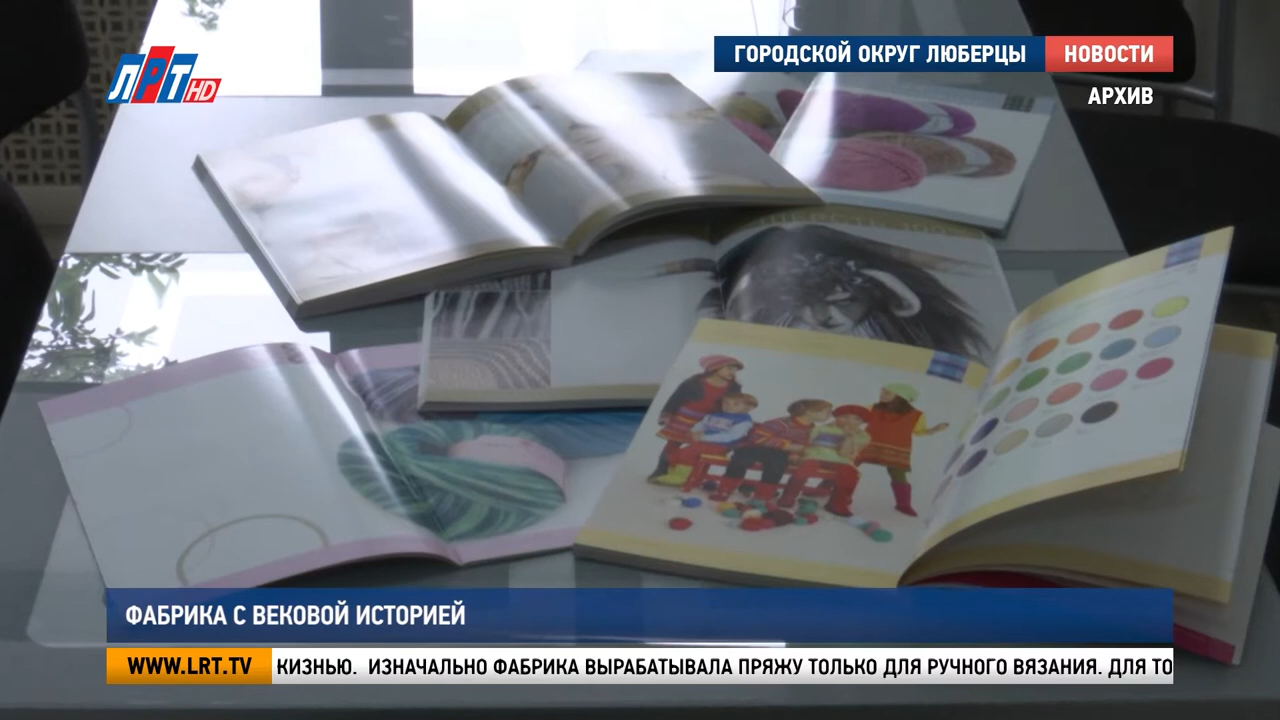 ЛРТ HD
ГОРОДСКОЙ ОКРУГ ЛЮБЕРЦЫ НОВОСТИ
АРХИВ
ФАБРИКА С ВЕКОВОЙ ИСТОРИЕЙ
WWW.LRT.TV КИЗНЬЮ. ИЗНАЧАЛЬНО ФАБРИКА ВЫРАБАТЫВАЛА ПРЯЖУ ТОЛЬКО ДЛЯ РУЧНОГО ВЯЗАНИЯ. ДЛЯ ТО